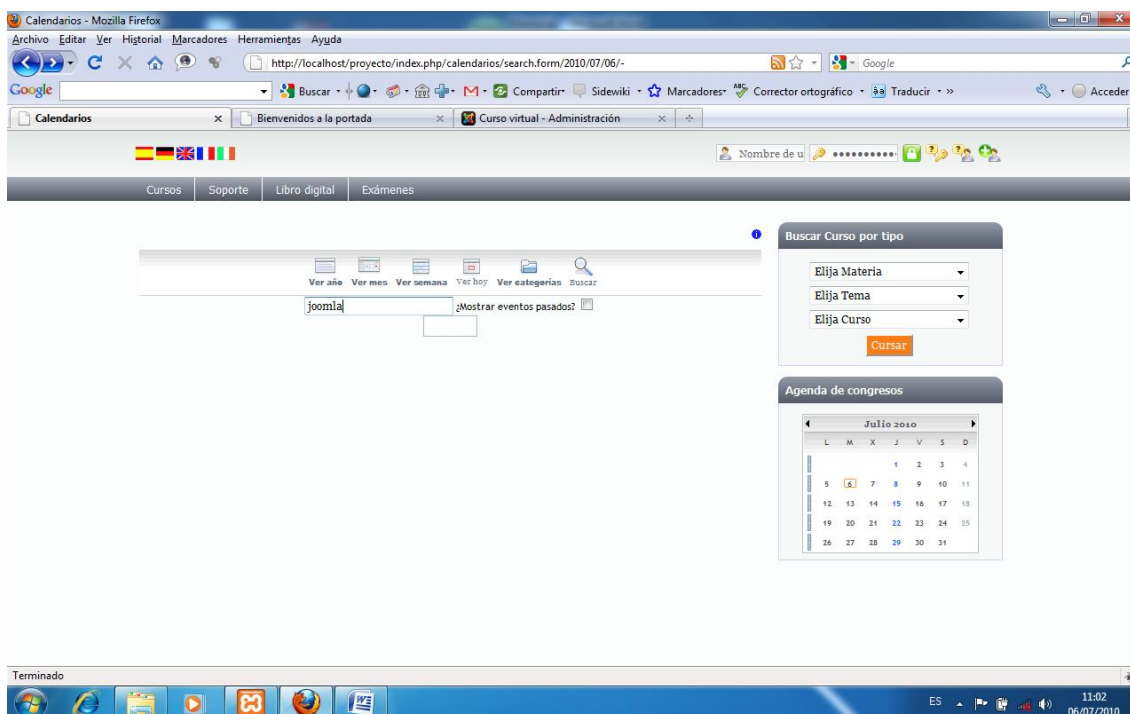 Calendarios - Mozilla Firefox
Archivo Editar Ver Historial Marcadores Herramientas Ayuda
http://localhost/proyecto/index.php/calendarios/search.form/2010/07/06/-
Google
Google
Buscar
Compartir
Sidewiki
Marcadores
Corrector ortográfico
Traducir
Acceder
Calendarios
Bienvenidos a la portada
Curso virtual - Administración
Nombre de u
Cursos
Soporte
Libro digital
Exámenes
Ver año Ver mes Ver semana Ver hoy Ver categorías Buscar
joomla ¿Mostrar eventos pasados?
Buscar Curso por tipo
Elija Materia
Elija Tema
Elija Curso
Cursar
Agenda de congresos
Julio 2010
L M X J V S D
1 2 3 4
5 6 7 8 9 10 11
12 13 14 15 16 17 18
19 20 21 22 23 24 25
26 27 28 29 30 31
Terminado
ES
11:02
06/07/2010